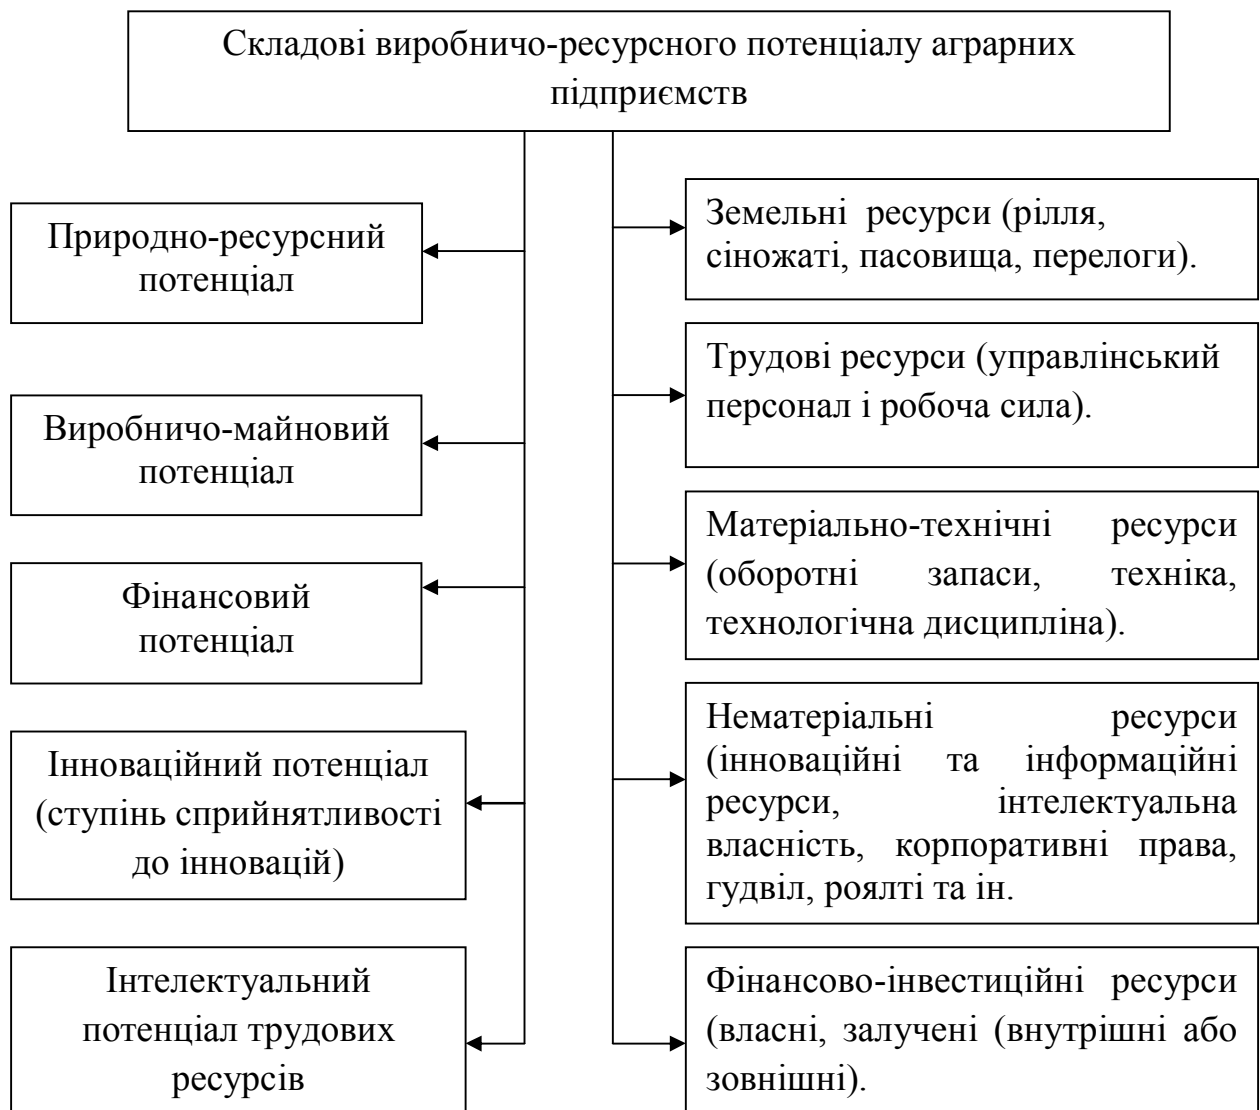 Складові виробничо-ресурсного потенціалу аграрних
підприємств
Природно-ресурсний
потенціал
Виробничо-майновий
потенціал
Фінансовий
потенціал
Інноваційний потенціал
(ступінь сприйнятливості
до інновацій)
Інтелектуальний
потенціал трудових
ресурсів
Земельні ресурси (рілля,
сіножаті, пасовища, перелоги).
Трудові ресурси (управлінський
персонал і робоча сила).
Матеріально-технічні ресурси
(оборотні запаси, техніка,
технологічна дисципліна).
Нематеріальні ресурси
(інноваційні та інформаційні
ресурси, інтелектуальна
власність, корпоративні права,
гудвіл, роялті та ін.
Фінансово-інвестиційні ресурси
(власні, залучені (внутрішні або
зовнішні).